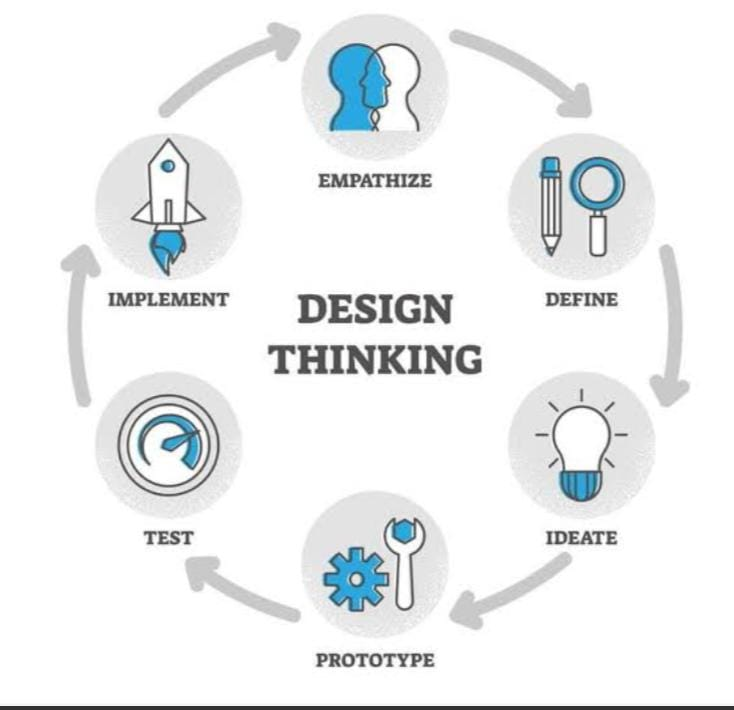 EMPATHIZE
DEFINE
IDEATE
PROTOTYPE
TEST
IMPLEMENT
DESIGN
THINKING